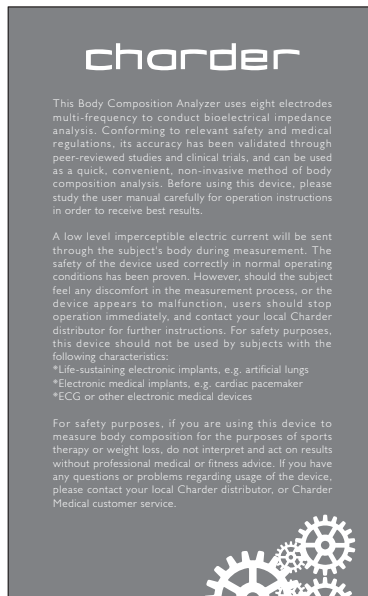 charder
This Body Composition Analyzer uses eight electrodes
multi-frequency to conduct bioelectrical impedance
analysis. Conforming to relevant safety and medical
regulations, its accuracy has been validated through
peer-reviewed studies and clinical trials, and can be used
as a quick, convenient, non-invasive method of body
composition analysis. Before using this device, please
study the user manual carefully for operation instructions
in order to receive best results.
A low level imperceptible electric current will be sent
through the subject's body during measurement. The
safety of the device used correctly in normal operating
conditions has been proven. However, should the subject
feel any discomfort in the measurement process, or the
device appears to malfunction, users should stop
operation immediately, and contact your local Charder
distributor for further instructions. For safety purposes,
this device should not be used by subjects with the
following characteristics:
*Life-sustaining electronic implants, e.g. artificial lungs
*Electronic medical implants, e.g. cardiac pacemaker
*ECG or other electronic medical devices
For safety purposes, if you are using this device to
measure body composition for the purposes of sports
therapy or weight loss, do not interpret and act on results
without professional medical or fitness advice. If you have
any questions or problems regarding usage of the device,
please contact your local Charder distributor, or Charder
Medical customer service.